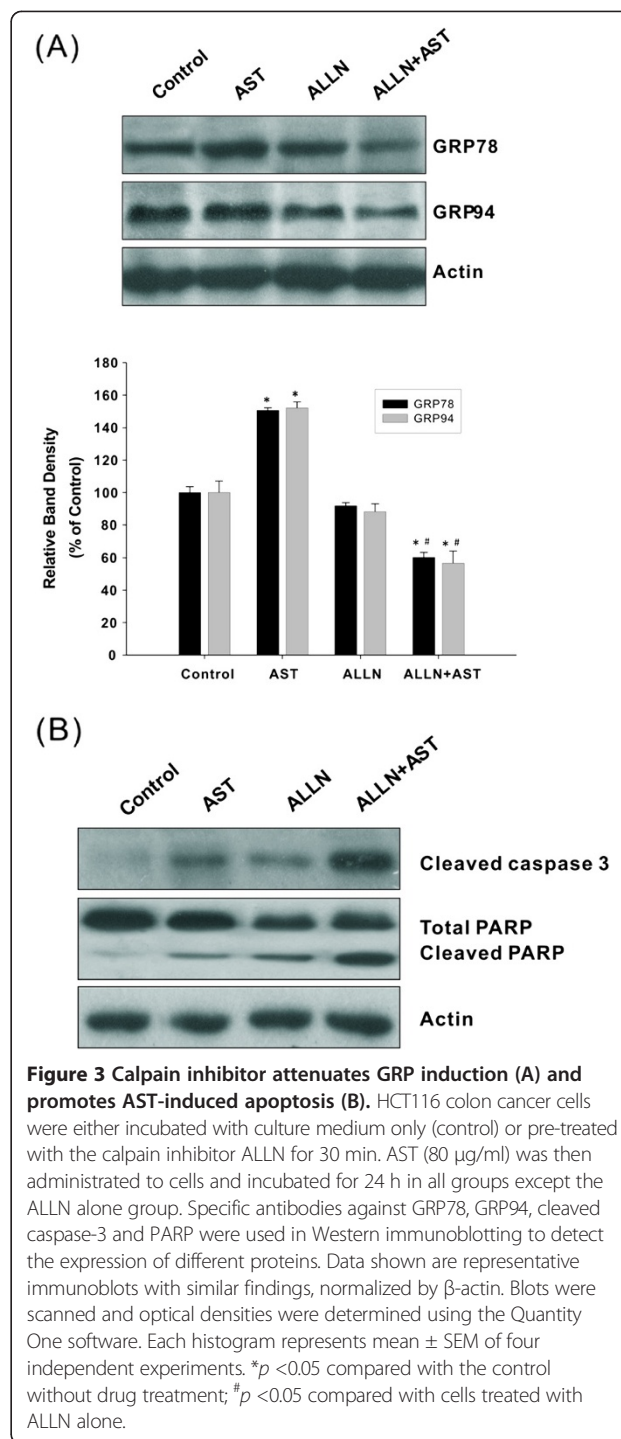 (A)
Control AST ALLN ALLN+AST
GRP78
GRP94
Actin
180
160
140
120
100
80
60
40
20
0
Relative Band Density
(% of Control)
* *
* # * #
GRP78
GRP94
Control AST ALLN ALLN+AST
(B)
Control AST ALLN ALLN+AST
Cleaved caspase 3
Total PARP
Cleaved PARP
Actin
Figure 3 Calpain inhibitor attenuates GRP induction (A) and
promotes AST-induced apoptosis (B). HCT116 colon cancer cells
were either incubated with culture medium only (control) or pre-treated
with the calpain inhibitor ALLN for 30 min. AST (80 μg/ml) was then
administrated to cells and incubated for 24 h in all groups except the
ALLN alone group. Specific antibodies against GRP78, GRP94, cleaved
caspase-3 and PARP were used in Western immunoblotting to detect
the expression of different proteins. Data shown are representative
immunoblots with similar findings, normalized by β-actin. Blots were
scanned and optical densities were determined using the Quantity
One software. Each histogram represents mean ± SEM of four
independent experiments. *p <0.05 compared with the control
without drug treatment; #p <0.05 compared with cells treated with
ALLN alone.